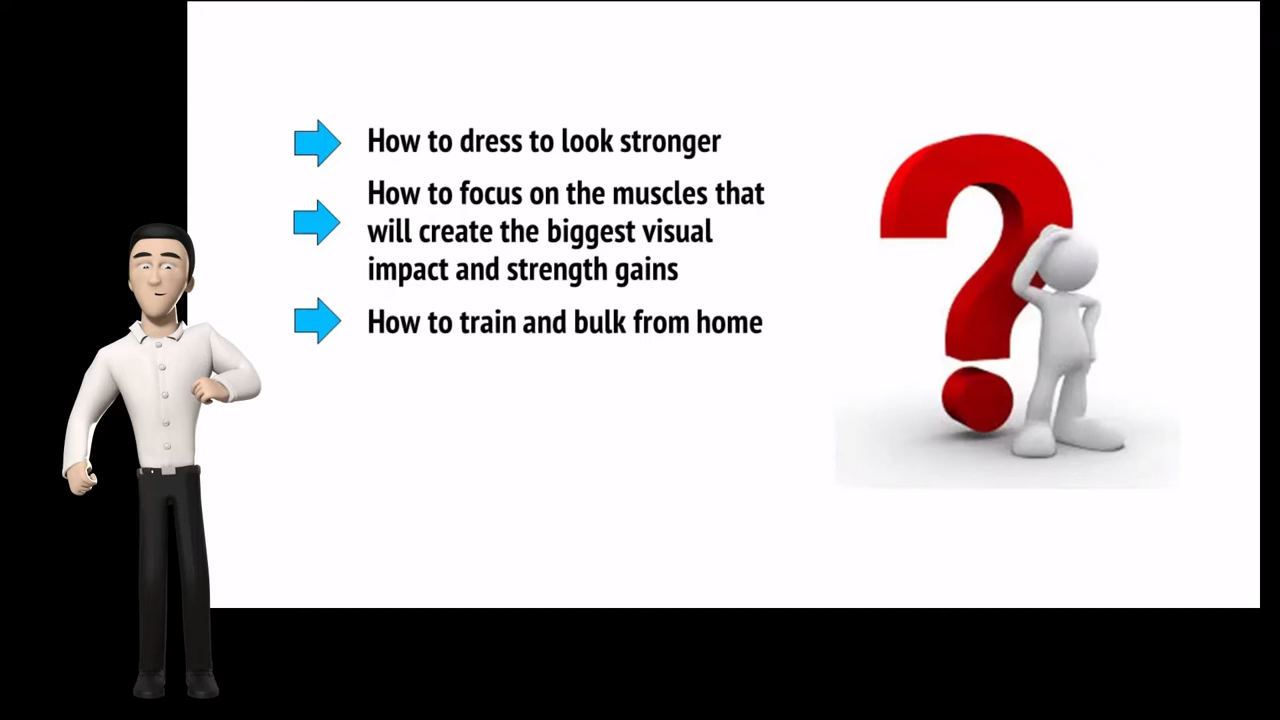 How to dress to look stronger
How to focus on the muscles that
will create the biggest visual
impact and strength gains
How to train and bulk from home